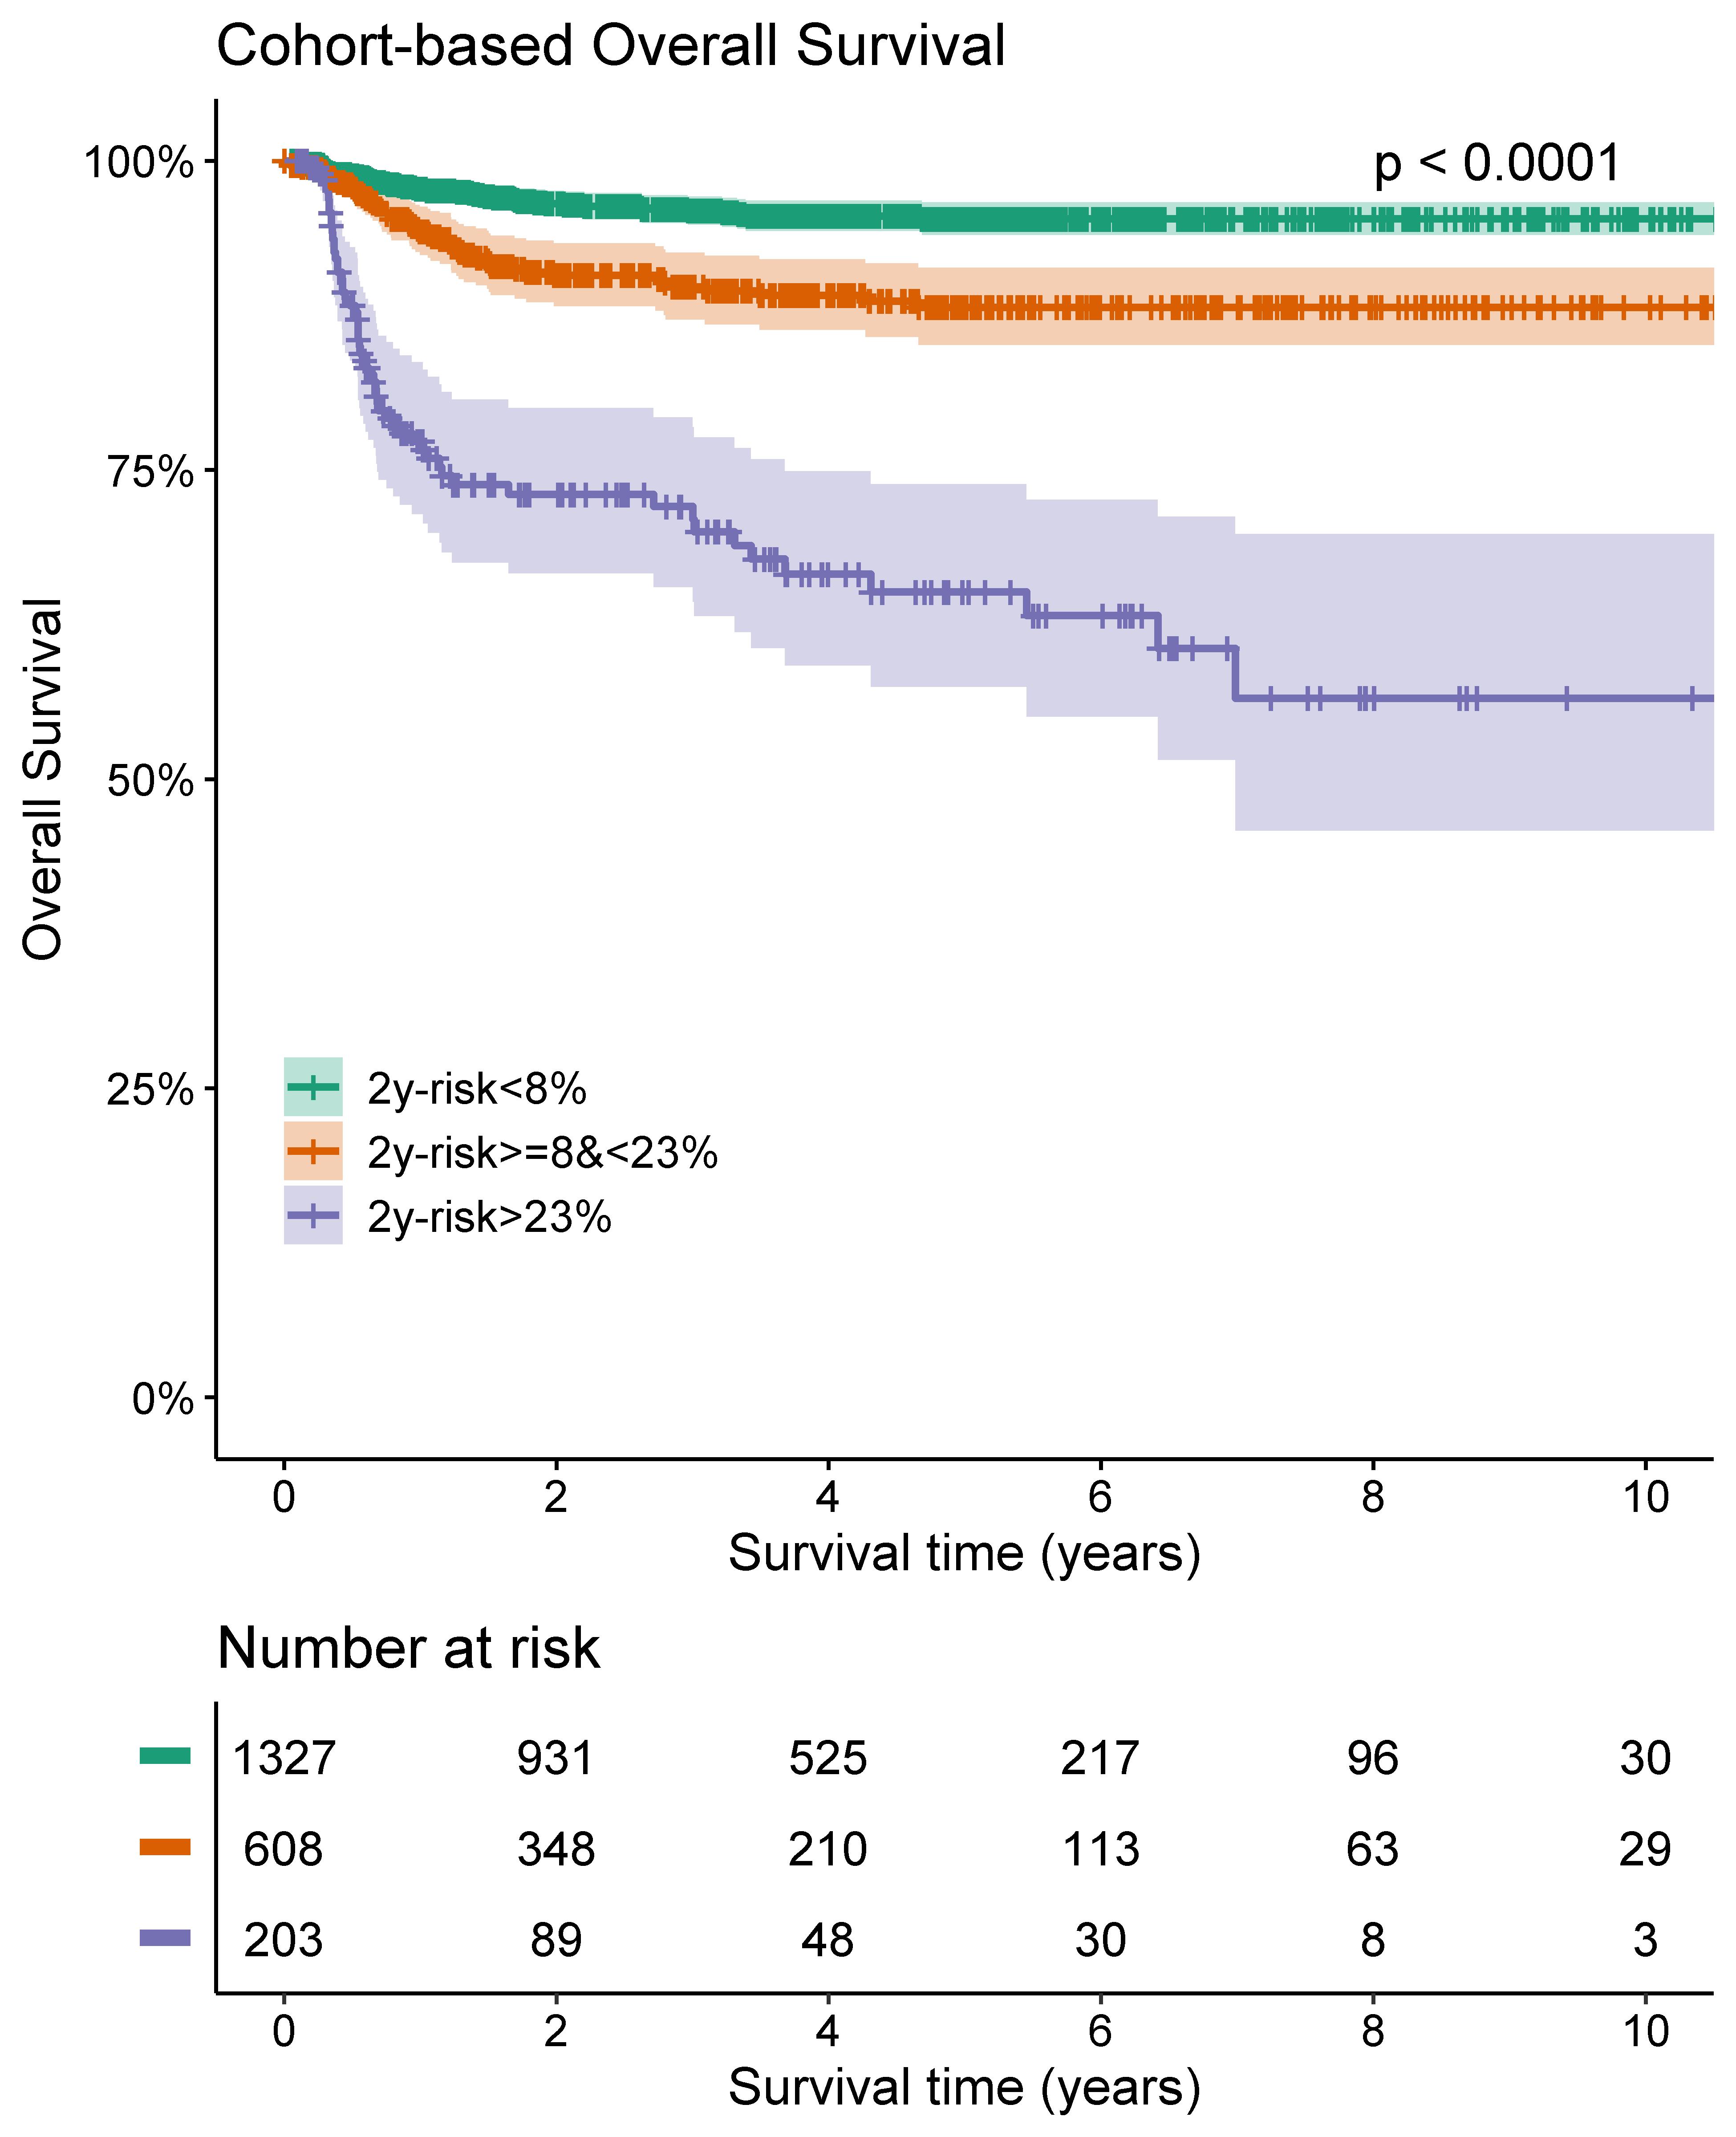 Cohort-based Overall Survival
p < 0.0001
100%
75%
50%
25%
0%
Overall Survival
2y-risk<8%
2y-risk>=8&<23%
2y-risk>23%
0 2 4 6 8 10
Survival time (years)
Number at risk
1327 931 525 217 96 30
608 348 210 113 63 29
203 89 48 30 8 3
0 2 4 6 8 10
Survival time (years)